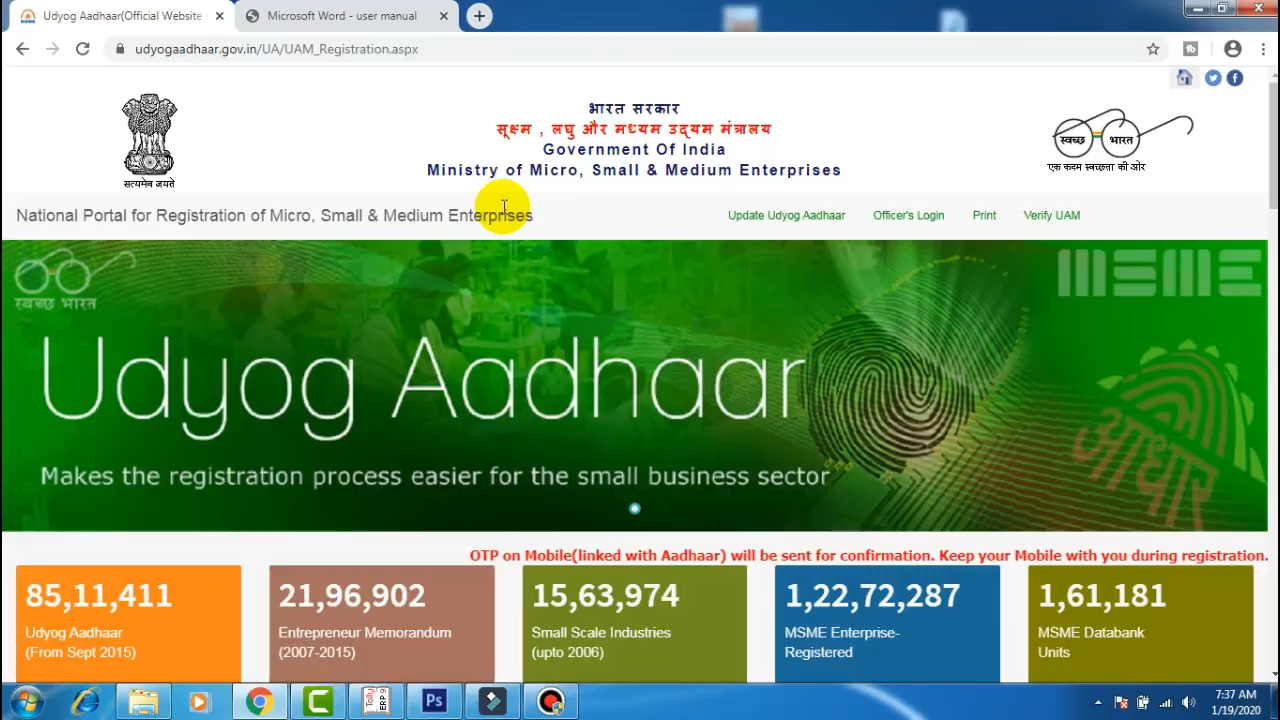 Udyog Aadhaar(Official Website
Microsoft Word - user manual
udyogaadhaar.gov.in/UA/UAM_Registration.aspx
भारत सरकार
सूक्ष्म , लघु और मध्यम उद्यम मंत्रालय
Government Of India
Ministry of Micro, Small & Medium Enterprises
सत्यमेव जयते
स्वच्छ भारत
एक कदम स्वच्छता की ओर
National Portal for Registration of Micro, Small & Medium Enterprises
Update Udyog Aadhaar Officer's Login Print Verify UAM
स्वच्छ भारत
MSME
Udyog Aadhaar
Makes the registration process easier for the small business sector
आधार
OTP on Mobile(linked with Aadhaar) will be sent for confirmation. Keep your Mobile with you during registration.
85,11,411
Udyog Aadhaar
(From Sept 2015)
21,96,902
Entrepreneur Memorandum
(2007-2015)
15,63,974
Small Scale Industries
(upto 2006)
1,22,72,287
MSME Enterprise-
Registered
1,61,181
MSME Databank
Units
Ps
7:37 AM
1/19/2020